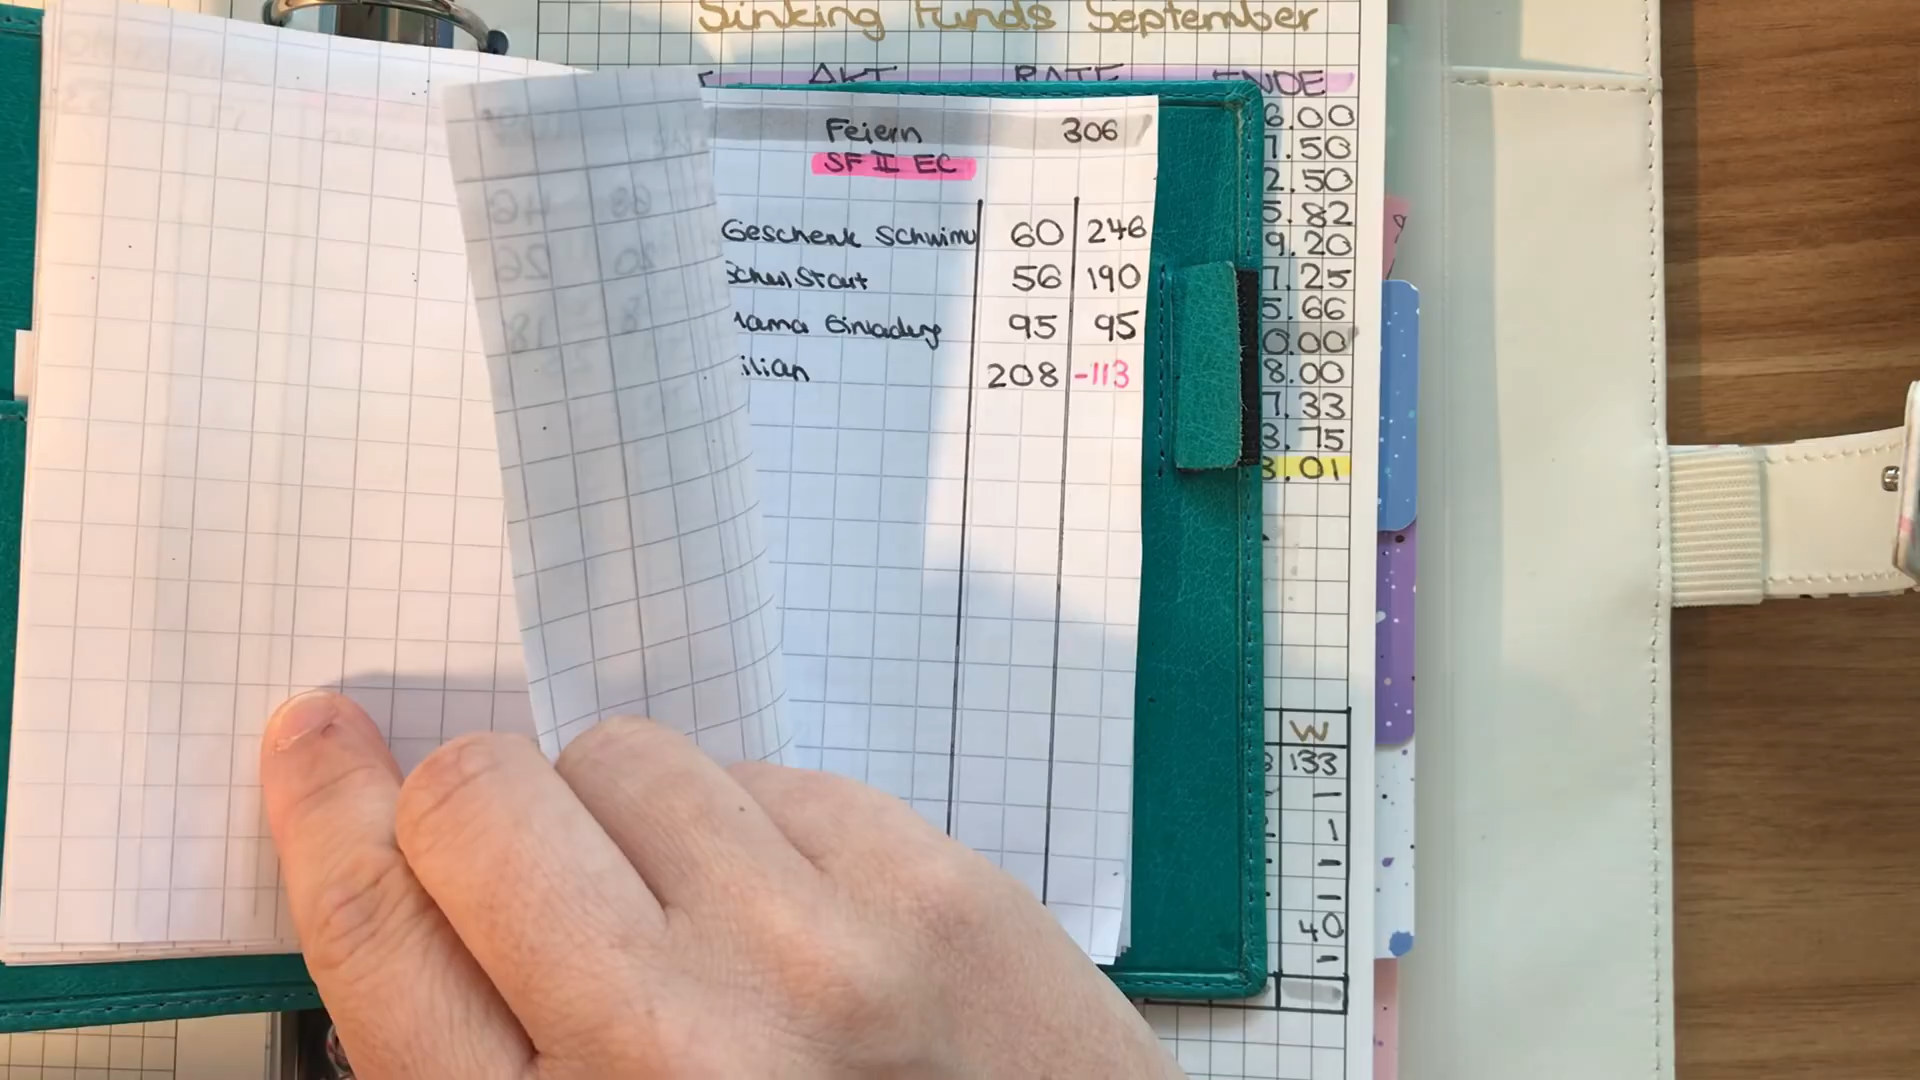 Sinking Funds September
AKT RATE ENDE
Feiern 306
SF II EC
Geschenk Schwimm 60 246
Schulstart 56 190
Mama Einladung 95 95
ilian 208 -113
6.00
7.50
2.50
5.82
9.20
7.25
5.66
0.00
8.00
7.33
3.75
3.01
W
133
-
1
-
-
40
-